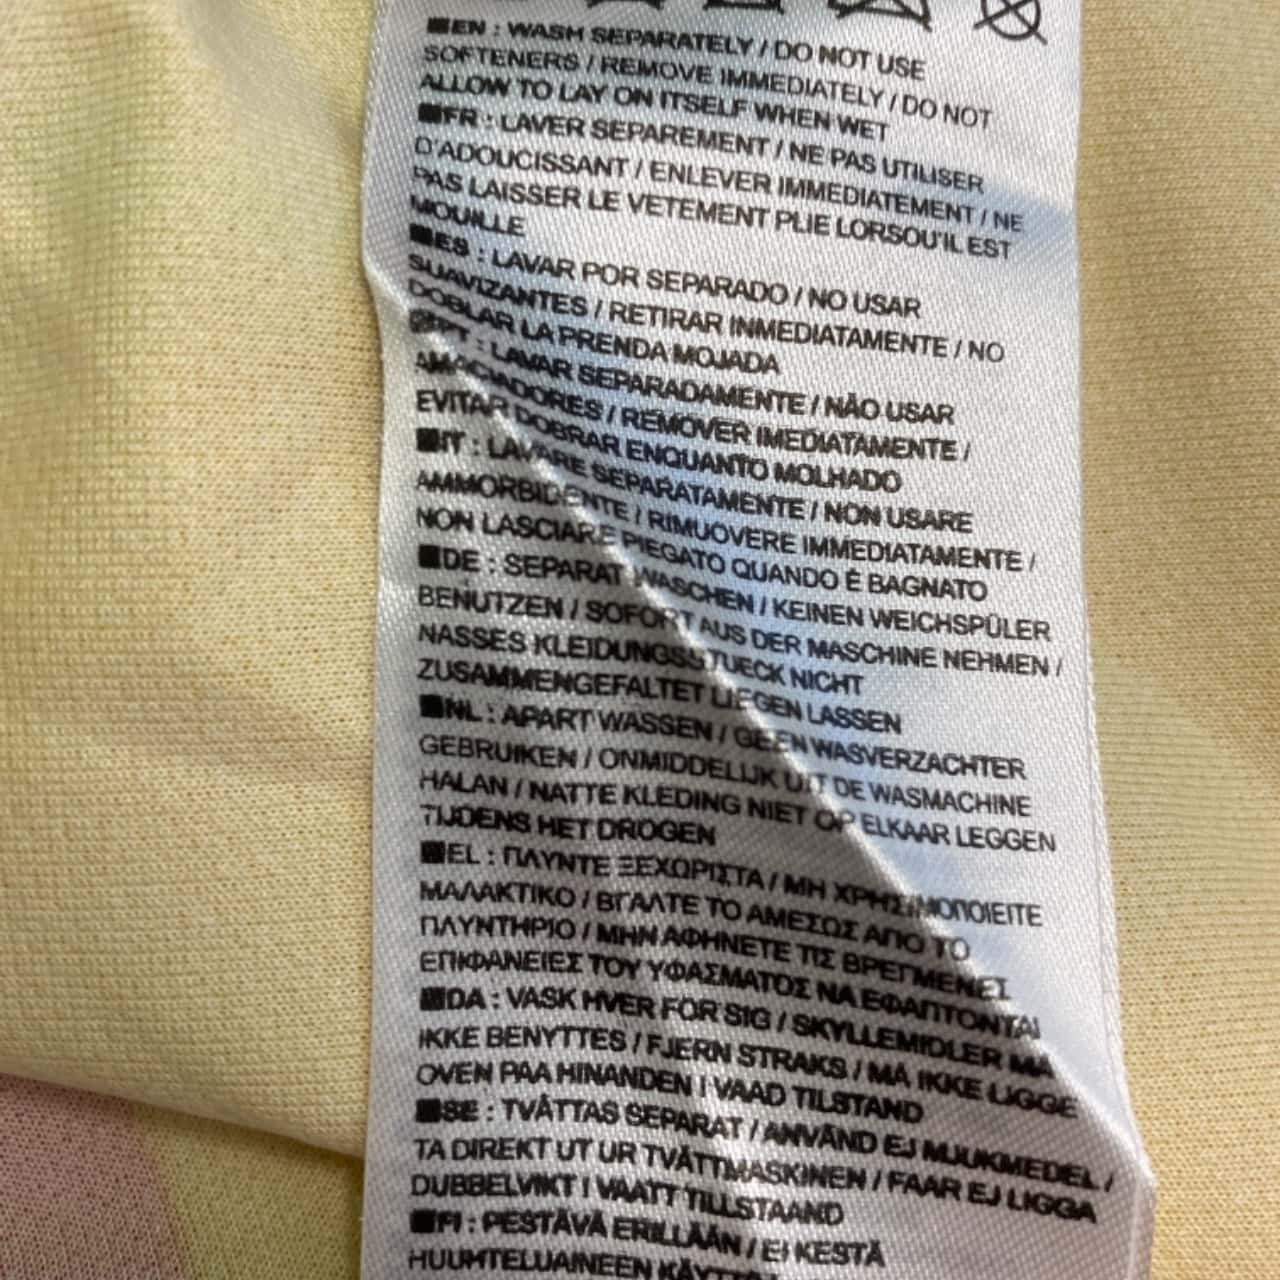 ■EN : WASH SEPARATELY / DO NOT USE
SOFTENERS / REMOVE IMMEDIATELY / DO NOT
ALLOW TO LAY ON ITSELF WHEN WET
■FR : LAVER SEPAREMENT / NE PAS UTILISER
D'ADOUCISSANT / ENLEVER IMMEDIATEMENT / NE
PAS LAISSER LE VETEMENT PLIE LORSQU'IL EST
MOUILLE
■ES : LAVAR POR SEPARADO / NO USAR
SUAVIZANTES / RETIRAR INMEDIATAMENTE / NO
DOBLAR LA PRENDA MOJADA
■PT : LAVAR SEPARADAMENTE / NÃO USAR
AMACIADORES / REMOVER IMEDIATAMENTE /
EVITAR DOBRAR ENQUANTO MOLHADO
■IT : LAVARE SEPARATAMENTE / NON USARE
AMMORBIDENTE / RIMUOVERE IMMEDIATAMENTE /
NON LASCIARE PIEGATO QUANDO È BAGNATO
■DE : SEPARAT WASCHEN / KEINEN WEICHSPÜLER
BENUTZEN / SOFORT AUS DER MASCHINE NEHMEN /
NASSES KLEIDUNGSSTUECK NICHT
ZUSAMMENGEFALTET LIEGEN LASSEN
■NL : APART WASSEN / GEEN WASVERZACHTER
GEBRUIKEN / ONMIDDELIJK UIT DE WASMACHINE
HALAN / NATTE KLEDING NIET OP ELKAAR LEGGEN
TIJDENS HET DROGEN
■EL : ΠΛΥΝΤΕ ΞΕΧΩΡΙΣΤΑ / ΜΗ ΧΡΗΣΙΜΟΠΟΙΕΙΤΕ
ΜΑΛΑΚΤΙΚΟ / ΒΓΑΛΤΕ ΤΟ ΑΜΕΣΩΣ ΑΠΟ ΤΟ
ΠΛΥΝΤΗΡΙΟ / ΜΗΝ ΑΦΗΝΕΤΕ ΤΙΣ ΒΡΕΓΜΕΝΕΣ
ΕΠΙΦΑΝΕΙΕΣ ΤΟΥ ΥΦΑΣΜΑΤΟΣ ΝΑ ΕΦΑΠΤΟΝΤΑΙ
■DA : VASK HVER FOR SIG / SKYLLEMIDLER MA
IKKE BENYTTES / FJERN STRAKS / MA IKKE LIGGE
OVEN PAA HINANDEN I VAAD TILSTAND
■SE : TVÄTTAS SEPARAT / ANVÄND EJ MJUKMEDEL /
TA DIREKT UT UR TVÄTTMASKINEN / FAAR EJ LIGGA
DUBBELVIKT I VAATT TILLSTAAND
■FI : PESTÄVÄ ERILLÄÄN / EI KESTÄ
HUUHTELUAINEEN